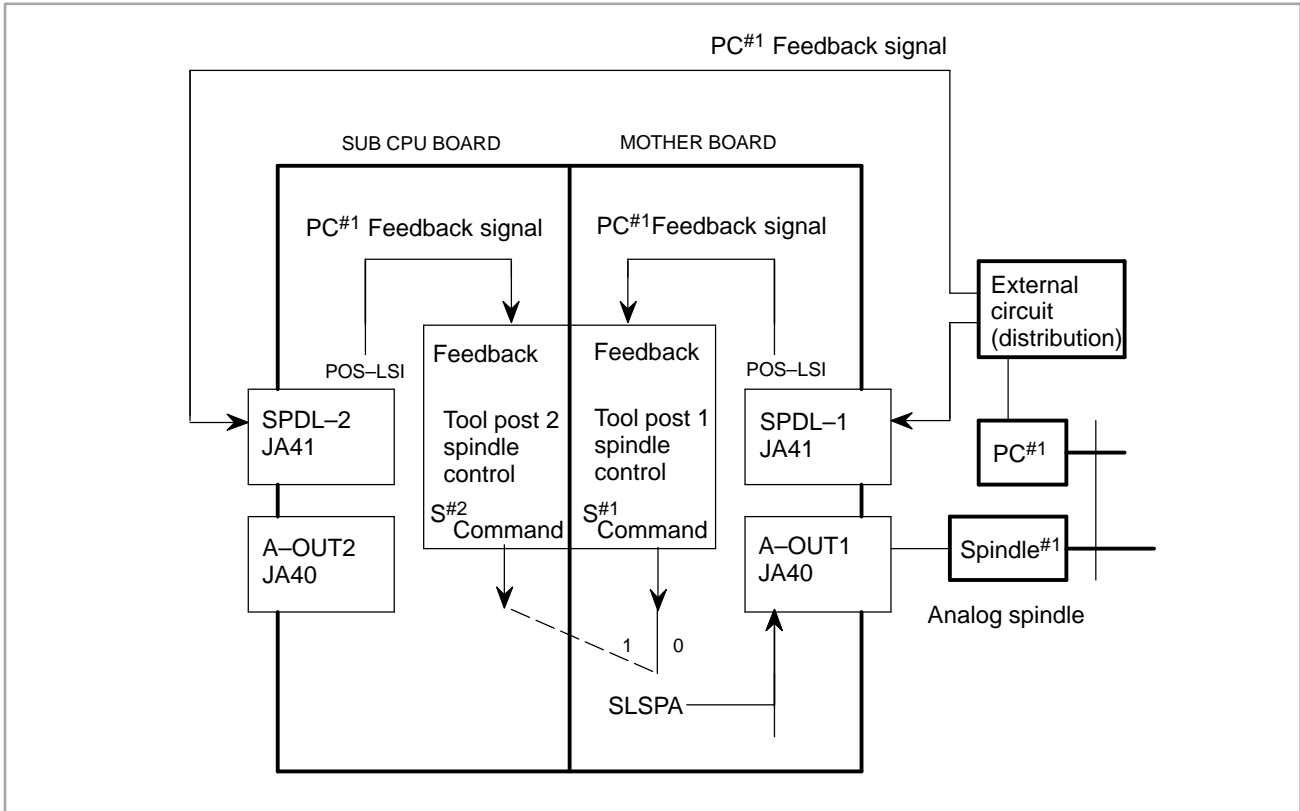 PC#1 Feedback signal
SUB CPU BOARD
MOTHER BOARD
PC#1 Feedback signal
PC#1Feedback signal
External
circuit
(distribution)
Feedback
Feedback
POS–LSI
POS–LSI
SPDL–2
JA41
Tool post 2
spindle
control
Tool post 1
spindle
control
SPDL–1
JA41
PC#1
S#2 Command
S#1 Command
A–OUT2
JA40
A–OUT1
JA40
Spindle#1
Analog spindle
1
0
SLSPA